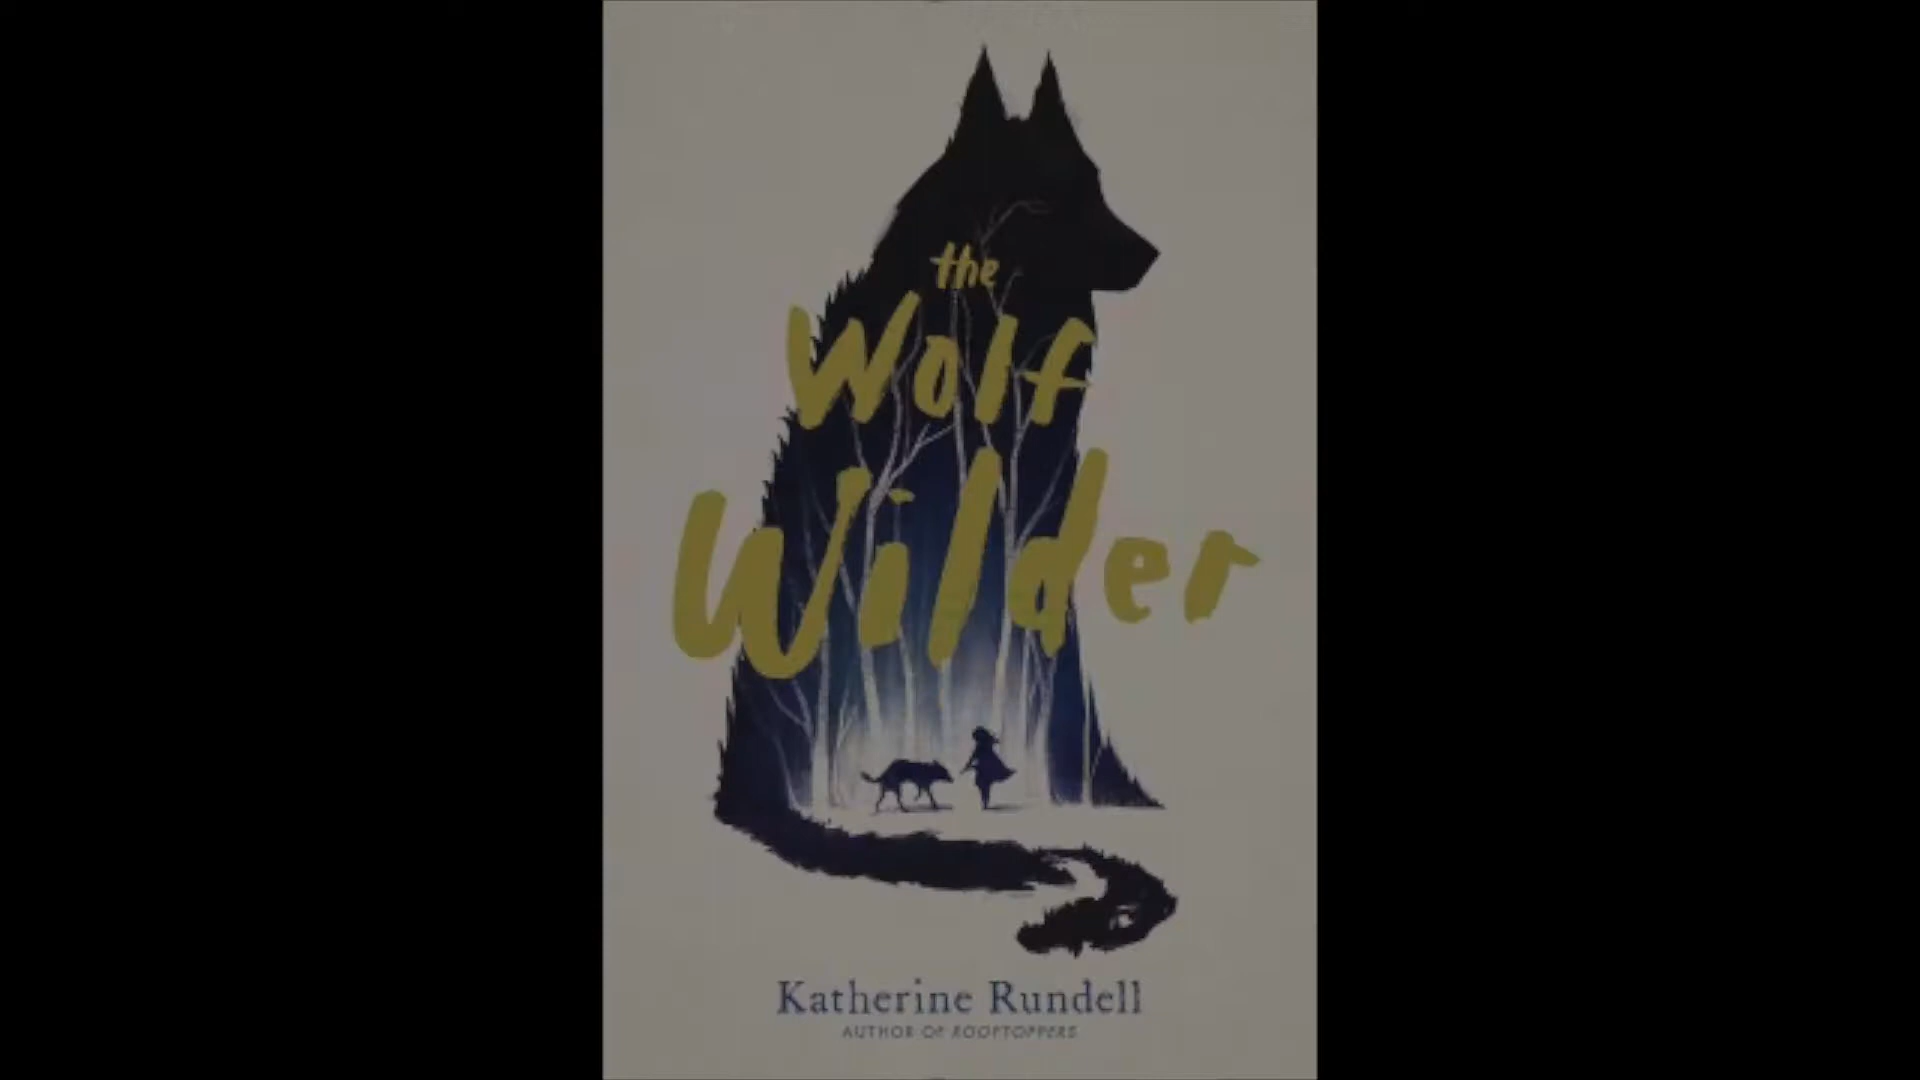 the
Wolf
Wilder
Katherine Rundell
AUTHOR OF ROOFTOPPERS